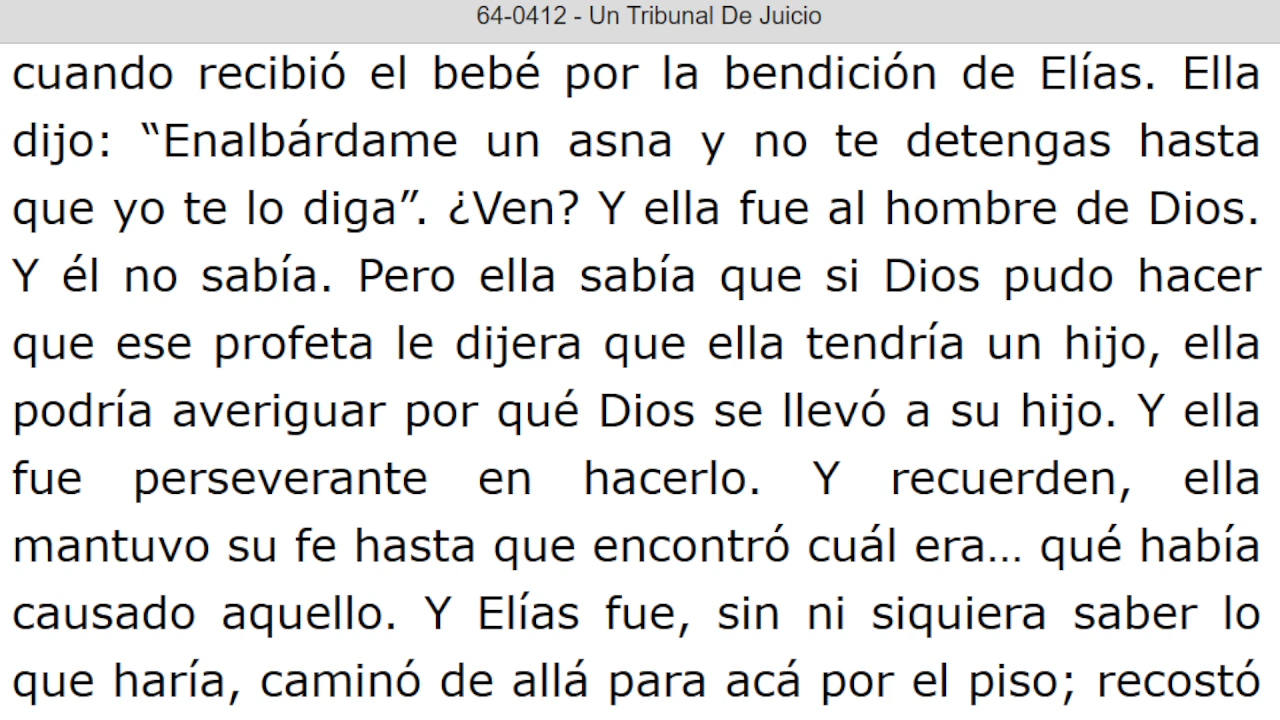 64-0412 - Un Tribunal De Juicio
cuando recibió el bebé por la bendición de Elías. Ella
dijo: “Enalbárdame un asna y no te detengas hasta
que yo te lo diga”. ¿Ven? Y ella fue al hombre de Dios.
Y él no sabía. Pero ella sabía que si Dios pudo hacer
que ese profeta le dijera que ella tendría un hijo, ella
podría averiguar por qué Dios se llevó a su hijo. Y ella
fue perseverante en hacerlo. Y recuerden, ella
mantuvo su fe hasta que encontró cuál era… qué había
causado aquello. Y Elías fue, sin ni siquiera saber lo
que haría, caminó de allá para acá por el piso; recostó